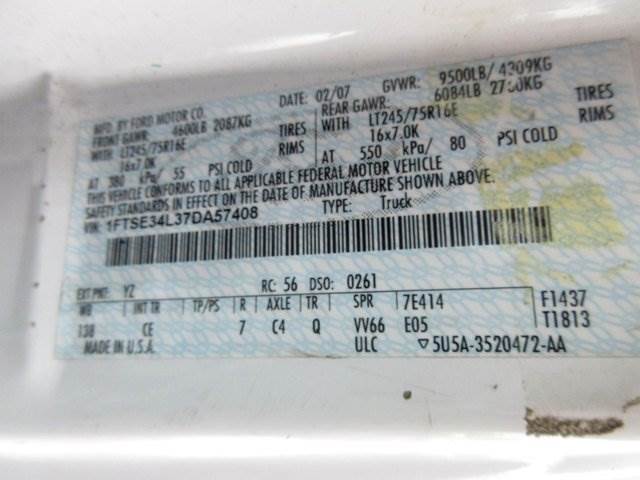 MFD. BY FORD MOTOR CO.
DATE: 02/07 GVWR: 9500LB/ 4309KG
FRONT GAWR: 4600LB 2087KG REAR GAWR: 6084LB 2760KG
WITH LT245/75R16E TIRES WITH LT245/75R16E TIRES
16x7.0K RIMS 16x7.0K RIMS
AT 380 kPa/ 55 PSI COLD AT 550 kPa/ 80 PSI COLD
THIS VEHICLE CONFORMS TO ALL APPLICABLE FEDERAL MOTOR VEHICLE
SAFETY STANDARDS IN EFFECT ON THE DATE OF MANUFACTURE SHOWN ABOVE.
VIN: 1FTSE34L37DA57408 TYPE: Truck
EXT PNT: YZ RC: 56 DSO: 0261
WB INT TR TP/PS R AXLE TR SPR 7E414 F1437
138 CE 7 C4 Q VV66 E05 T1813
MADE IN U.S.A. ULC ▽5U5A-3520472-AA